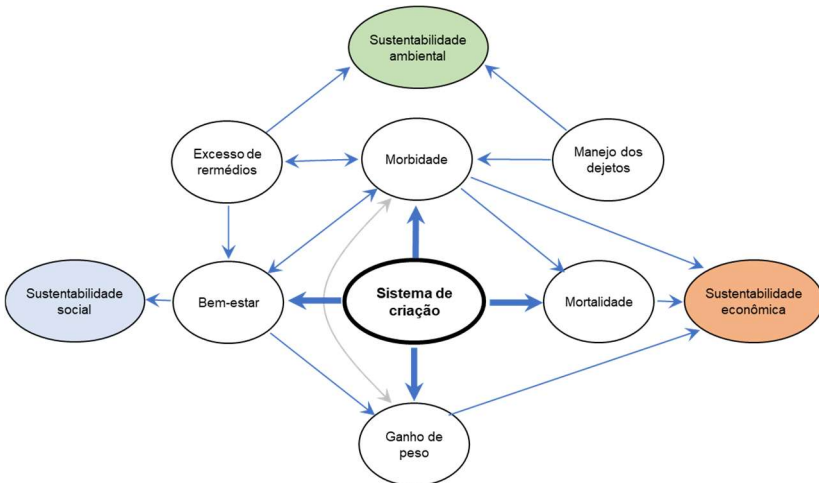 Sustentabilidade
ambiental
Excesso de
rermédios
Morbidade
Manejo dos
dejetos
Sustentabilidade
social
Bem-estar
Sistema de
criação
Mortalidade
Sustentabilidade
econômica
Ganho de
peso